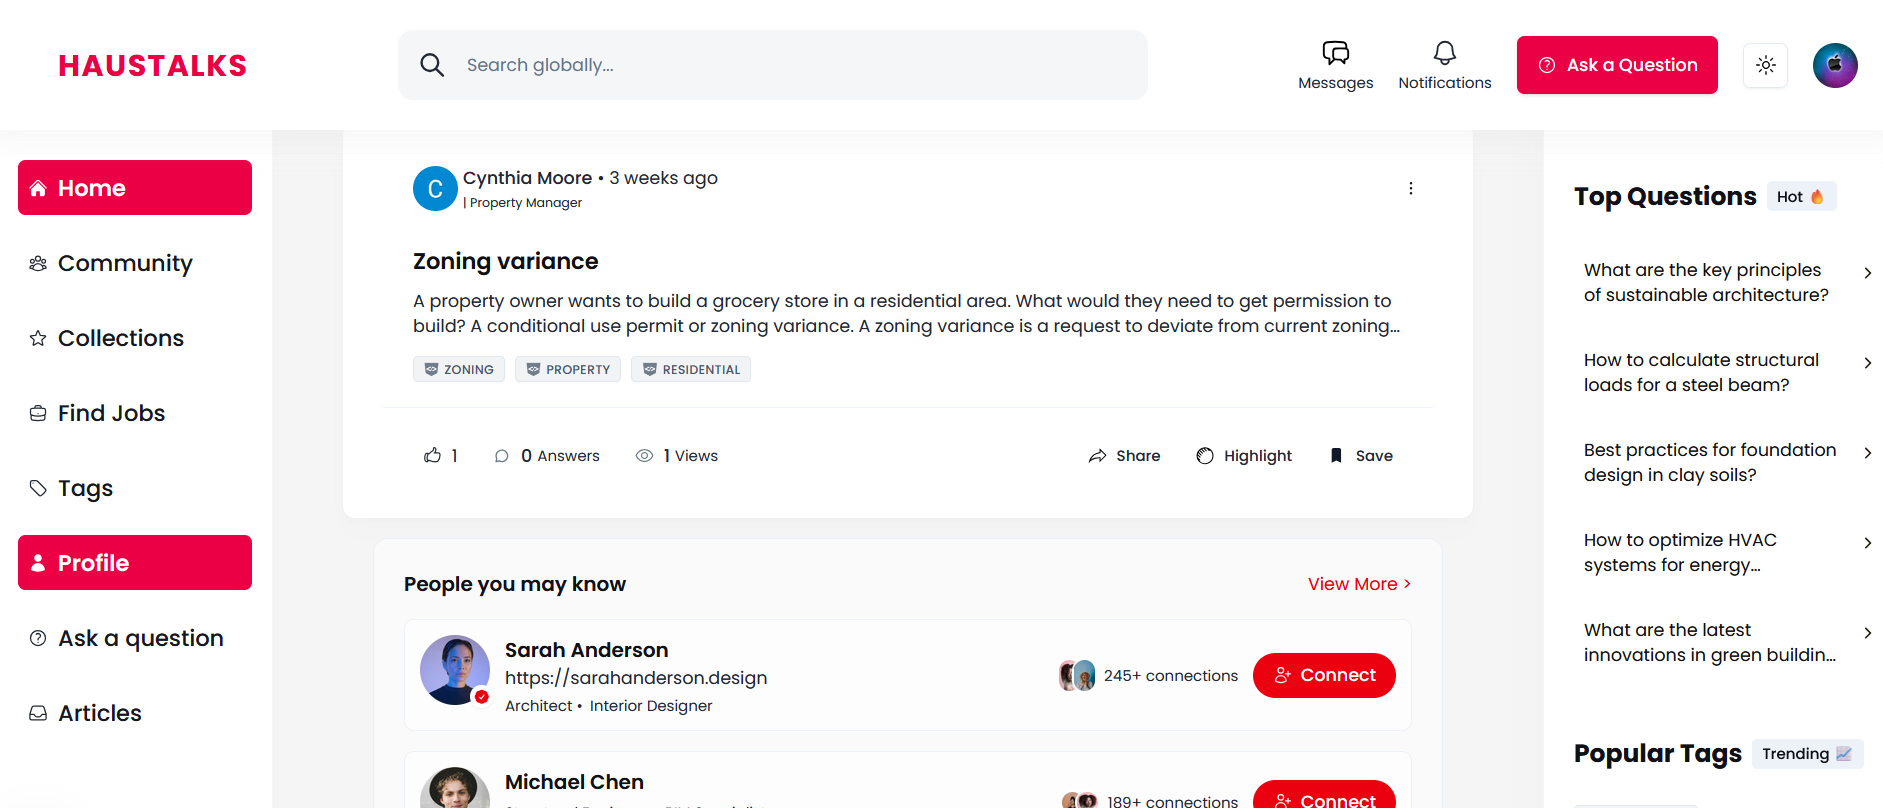 HAUSTALKS
Search globally...
Messages
Notifications
Ask a Question
Home
Community
Collections
Find Jobs
Tags
Profile
Ask a question
Articles
C
Cynthia Moore • 3 weeks ago
| Property Manager
Zoning variance
A property owner wants to build a grocery store in a residential area. What would they need to get permission to
build? A conditional use permit or zoning variance. A zoning variance is a request to deviate from current zoning...
ZONING PROPERTY RESIDENTIAL
1 0 Answers 1 Views Share Highlight Save
People you may know
View More >
Sarah Anderson
https://sarahanderson.design
Architect • Interior Designer
245+ connections
Connect
Michael Chen
189+ connections
Connect
Top Questions Hot
What are the key principles
of sustainable architecture?
How to calculate structural
loads for a steel beam?
Best practices for foundation
design in clay soils?
How to optimize HVAC
systems for energy...
What are the latest
innovations in green buildin...
Popular Tags Trending